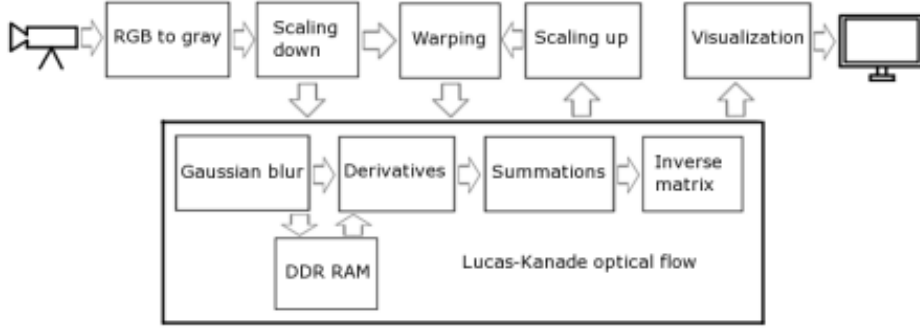 RGB to gray
Scaling
down
Warping
Scaling up
Visualization
Gaussian blur
Derivatives
Summations
Inverse
matrix
DDR RAM
Lucas-Kanade optical flow